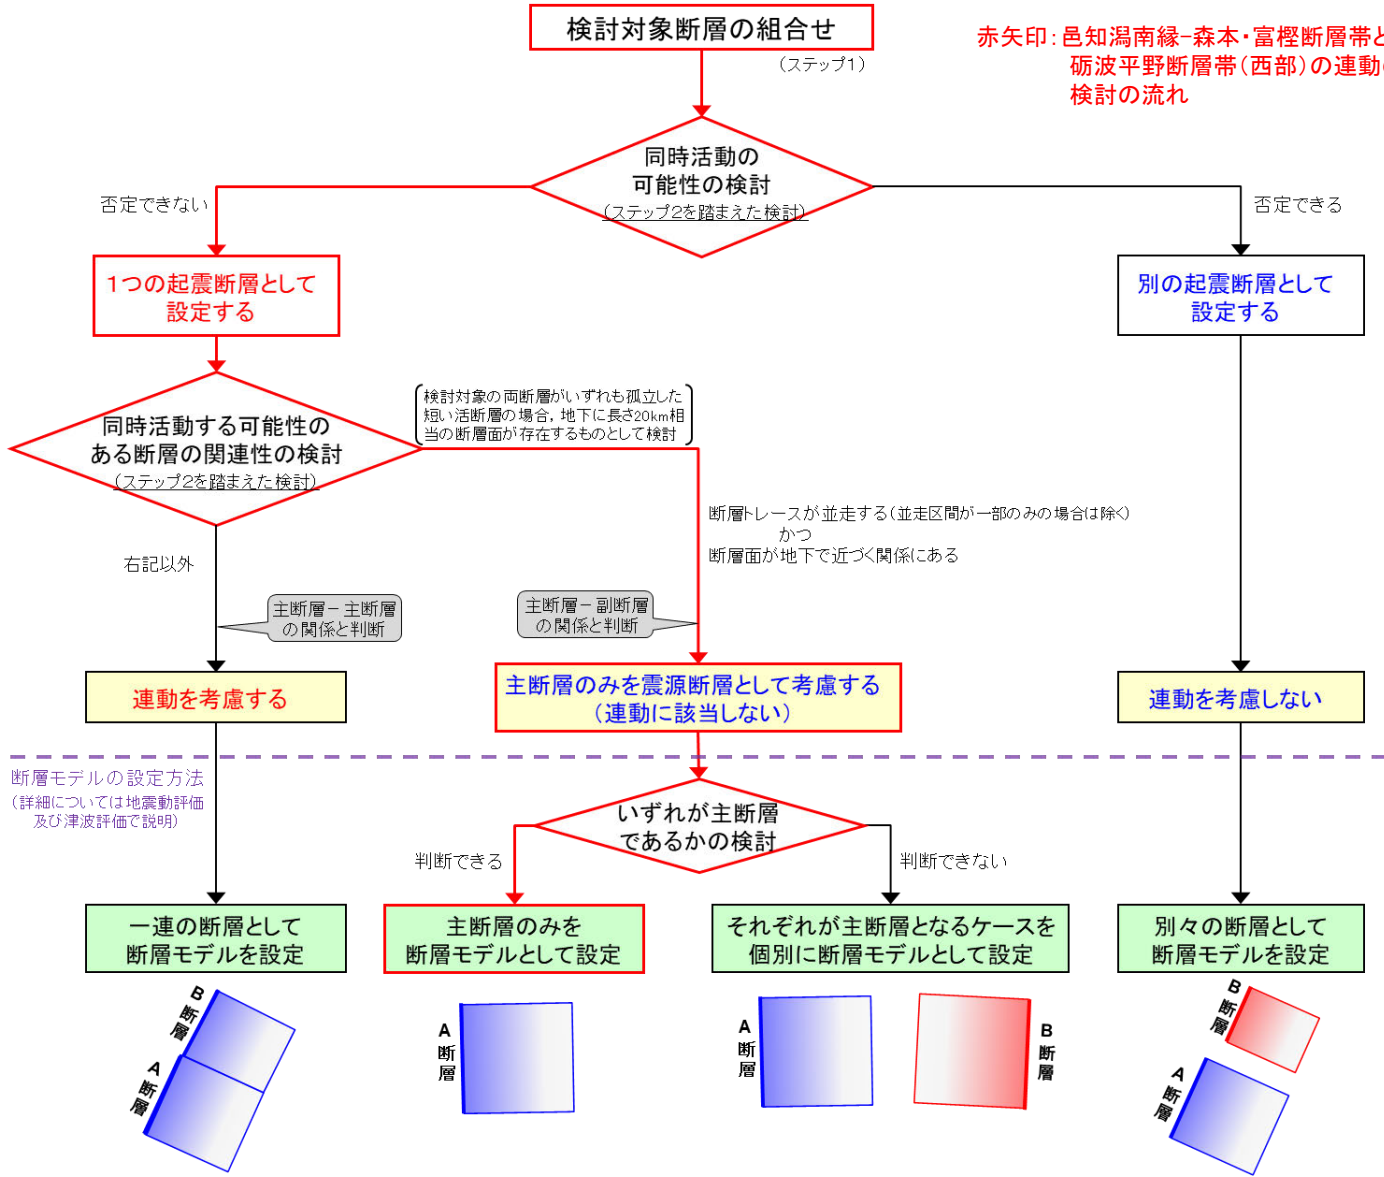 検討対象断層の組合せ
(ステップ1)
赤矢印:邑知潟南縁-森本・富樫断層帯と
砺波平野断層帯(西部)の連動
検討の流れ
同時活動の
可能性の検討
(ステップ2を踏まえた検討)
否定できない
否定できる
1つの起震断層として
設定する
別の起震断層として
設定する
検討対象の両断層がいずれも孤立した
短い活断層の場合,地下に長さ20km相
当の断層面が存在するものとして検討
同時活動する可能性の
ある断層の関連性の検討
(ステップ2を踏まえた検討)
断層トレースが並走する(並走区間が一部のみの場合は除く)
かつ
断層面が地下で近づく関係にある
右記以外
主断層-主断層
の関係と判断
主断層-副断層
の関係と判断
連動を考慮する
主断層のみを震源断層として考慮する
(連動に該当しない)
連動を考慮しない
断層モデルの設定方法
(詳細については地震動評価
及び津波評価で説明)
いずれが主断層
であるかの検討
判断できる
判断できない
一連の断層として
断層モデルを設定
主断層のみを
断層モデルとして設定
それぞれが主断層となるケースを
個別に断層モデルとして設定
別々の断層として
断層モデルを設定
B断層
A断層
A断層
A断層
B断層
B断層
A断層